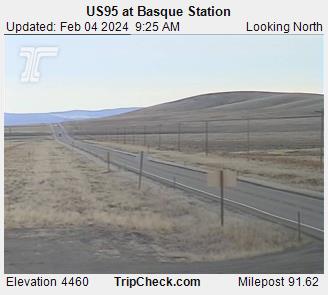 US95 at Basque Station
Updated: Feb 04 2024 9:25 AM Looking North
Elevation 4460 TripCheck.com Milepost 91.62